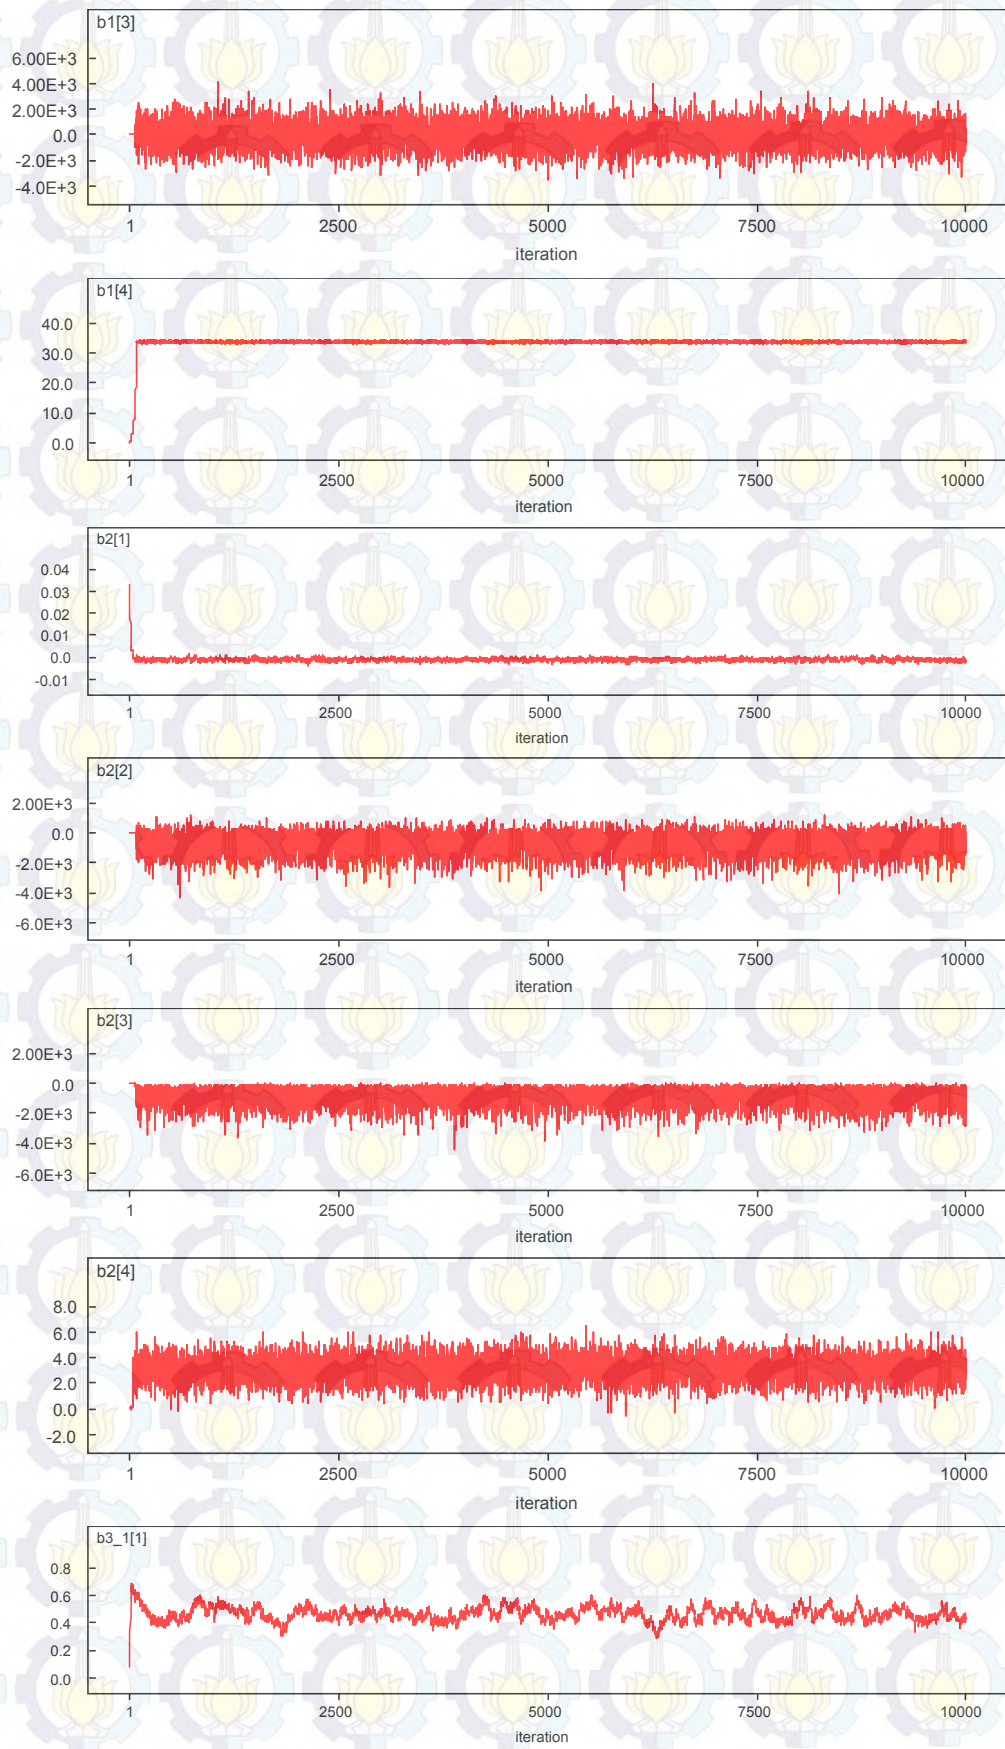 b1[3]
6.00E+3
4.00E+3
2.00E+3
0.0
-2.0E+3
-4.0E+3
1 2500 5000 7500 10000
iteration
b1[4]
40.0
30.0
20.0
10.0
0.0
1 2500 5000 7500 10000
iteration
b2[1]
0.04
0.03
0.02
0.01
0.0
-0.01
1 2500 5000 7500 10000
iteration
b2[2]
2.00E+3
0.0
-2.0E+3
-4.0E+3
-6.0E+3
1 2500 5000 7500 10000
iteration
b2[3]
2.00E+3
0.0
-2.0E+3
-4.0E+3
-6.0E+3
1 2500 5000 7500 10000
iteration
b2[4]
8.0
6.0
4.0
2.0
0.0
-2.0
1 2500 5000 7500 10000
iteration
b3_1[1]
0.8
0.6
0.4
0.2
0.0
1 2500 5000 7500 10000
iteration